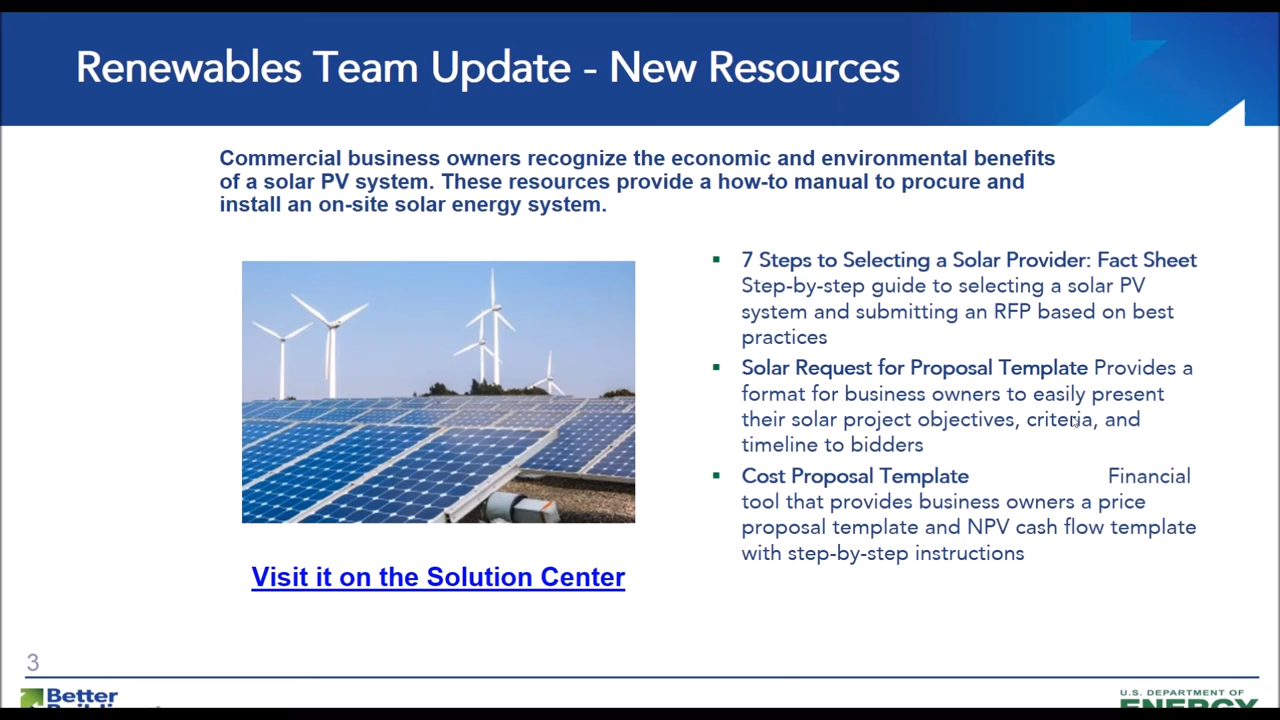 Renewables Team Update - New Resources
Commercial business owners recognize the economic and environmental benefits
of a solar PV system. These resources provide a how-to manual to procure and
install an on-site solar energy system.
7 Steps to Selecting a Solar Provider: Fact Sheet
Step-by-step guide to selecting a solar PV
system and submitting an RFP based on best
practices
Solar Request for Proposal Template Provides a
format for business owners to easily present
their solar project objectives, criteria, and
timeline to bidders
Cost Proposal Template Financial
tool that provides business owners a price
proposal template and NPV cash flow template
with step-by-step instructions
Visit it on the Solution Center
3
Better
U.S. DEPARTMENT OF
ENERGY